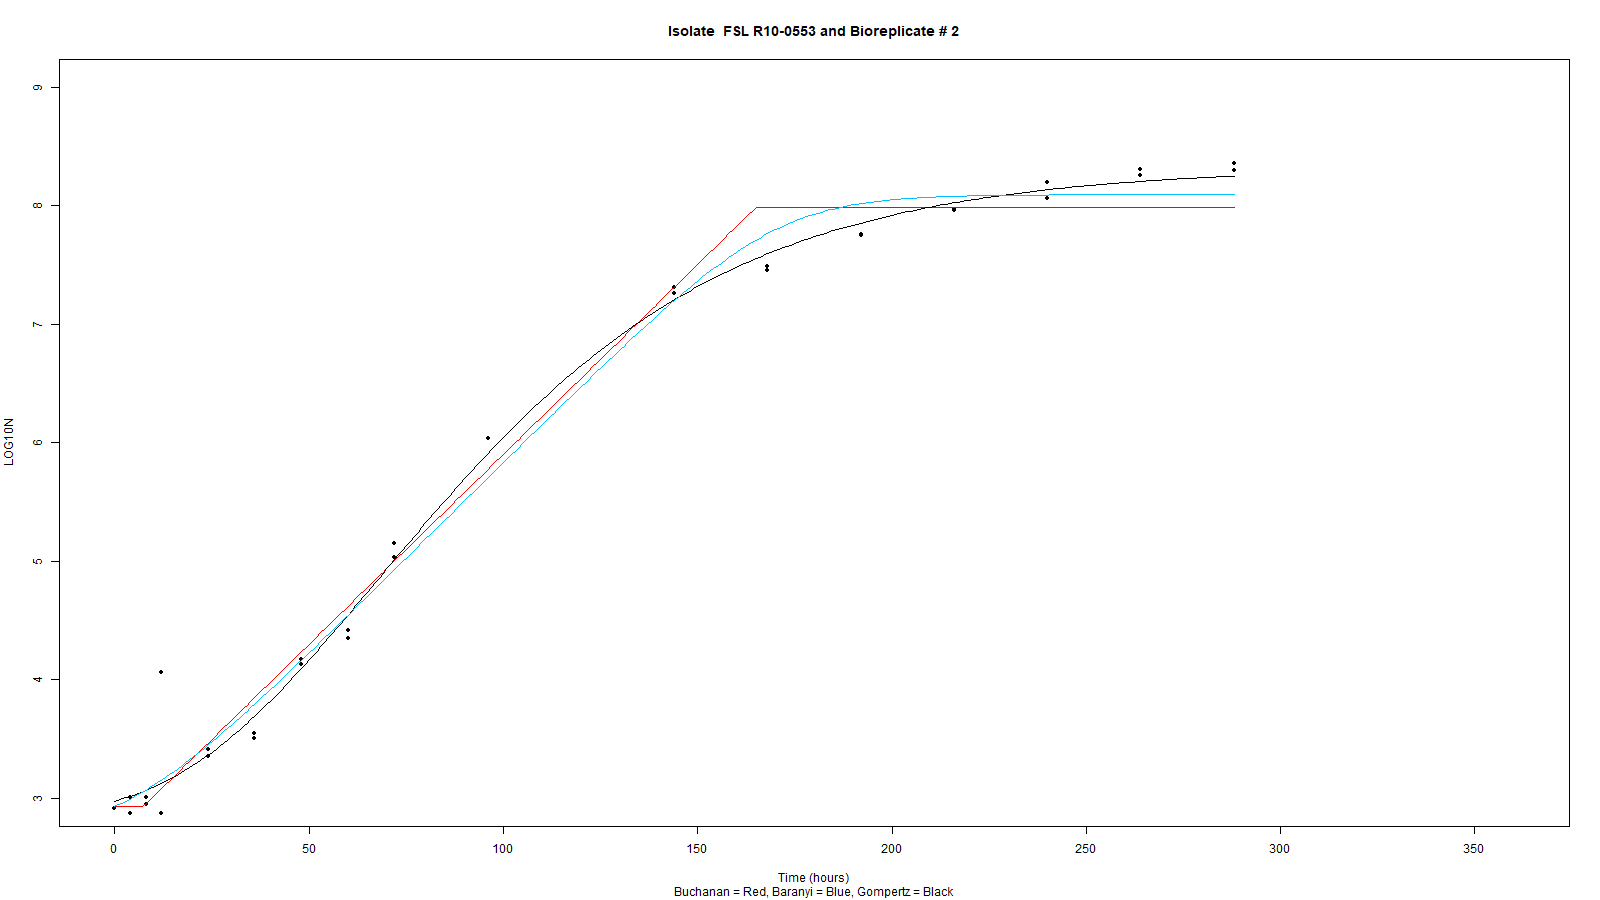 Isolate  FSL R10-0553 and Bioreplicate # 2
9
8
7
6
5
4
3
LOG10N
0 50 100 150 200 250 300 350
Time (hours)
Buchanan = Red, Baranyi = Blue, Gompertz = Black